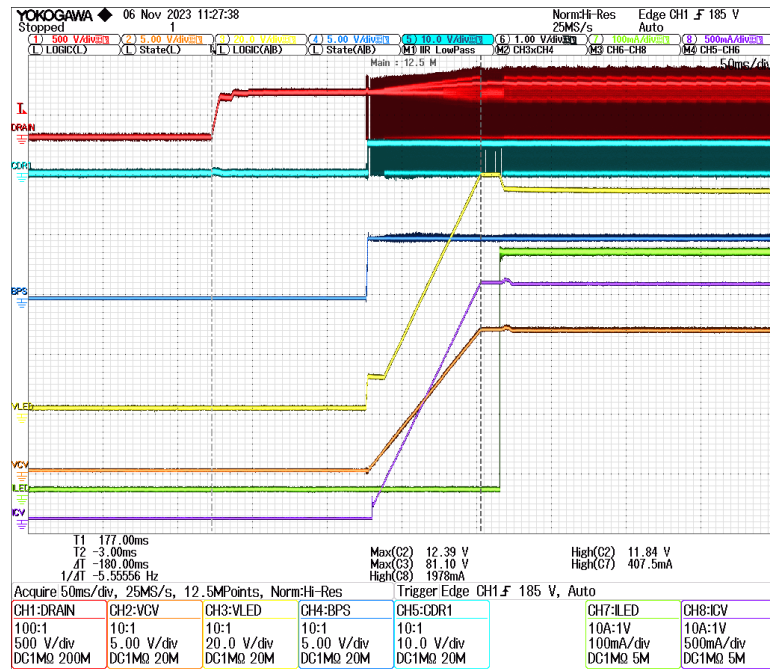 YOKOGAWA ◆ 06 Nov 2023 11:27:38 Norm:Hi-Res Edge CH1 ƒ 185 V
Stopped 1 25MS/s Auto
1 500 V/div 2 5.00 V/div 3 20.0 V/div 4 5.00 V/div 5 10.0 V/div 6 1.00 V/div 7 100mA/div 8 500mA/div
L LOGIC(L) L State(L) L LOGIC(A|B) L State(A|B) M1 IIR LowPass M2 CH3xCH4 M3 CH6-CH8 M4 CH5-CH6
Main : 12.5 M 50ms/div
DRAIN
CDR1
BPS
VLED
VCV
ILED
ICV
T1 177.00ms
T2 -3.00ms Max(C2) 12.39 V High(C2) 11.84 V
ΔT -180.00ms Max(C3) 81.10 V High(C7) 407.5mA
1/ΔT -5.55556 Hz High(C8) 1978mA
Acquire 50ms/div, 25MS/s, 12.5MPoints, Norm:Hi-Res Trigger Edge CH1 ƒ 185 V, Auto
CH1:DRAIN CH2:VCV CH3:VLED CH4:BPS CH5:CDR1 CH7:ILED CH8:ICV
100:1 10:1 10:1 10:1 10:1 10A:1V 10A:1V
500 V/div 5.00 V/div 20.0 V/div 5.00 V/div 10.0 V/div 100mA/div 500mA/div
DC1MΩ 200M DC1MΩ 20M DC1MΩ 20M DC1MΩ 20M DC1MΩ 20M DC1MΩ 5M DC1MΩ 5M